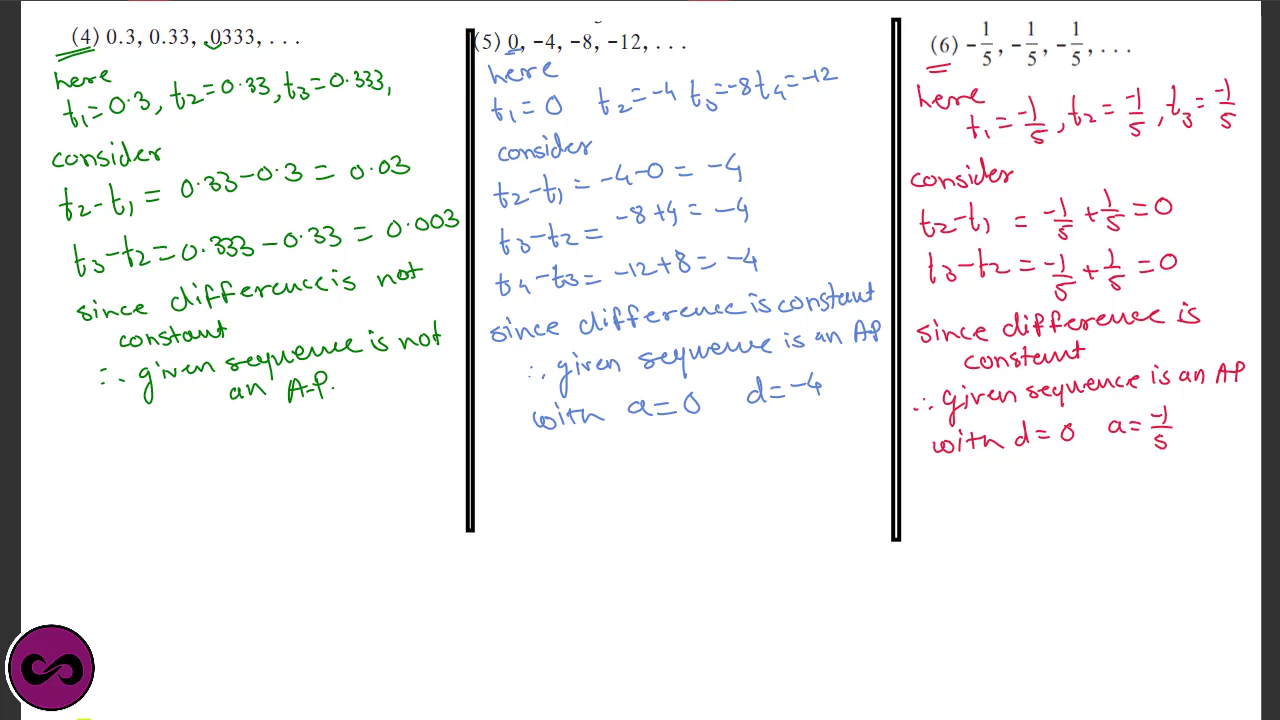 (4) 0.3, 0.33, .0333, . . .
here
t₁=0.3, t₂=0.33, t₃=0.333,
consider
t₂-t₁ = 0.33-0.3 = 0.03
t₃-t₂=0.333-0.33 = 0.003
since difference is not
constant
∴ given sequence is not
an A.P.
(5) 0, -4, -8, -12, . . .
here
t₁=0 t₂=-4 t₃=-8 t₄=-12
consider
t₂-t₁ = -4-0 = -4
t₃-t₂ = -8+4 = -4
t₄-t₃= -12+8 = -4
since difference is constant
∴ given sequence is an AP
with a=0 d=-4
(6) -1/5, -1/5, -1/5, . . .
here
t₁=-1/5, t₂=-1/5, t₃=-1/5
consider
t₂-t₁ = -1/5+1/5=0
t₃-t₂ = -1/5+1/5=0
since difference is
constant
∴ given sequence is an AP
with d=0 a=-1/5